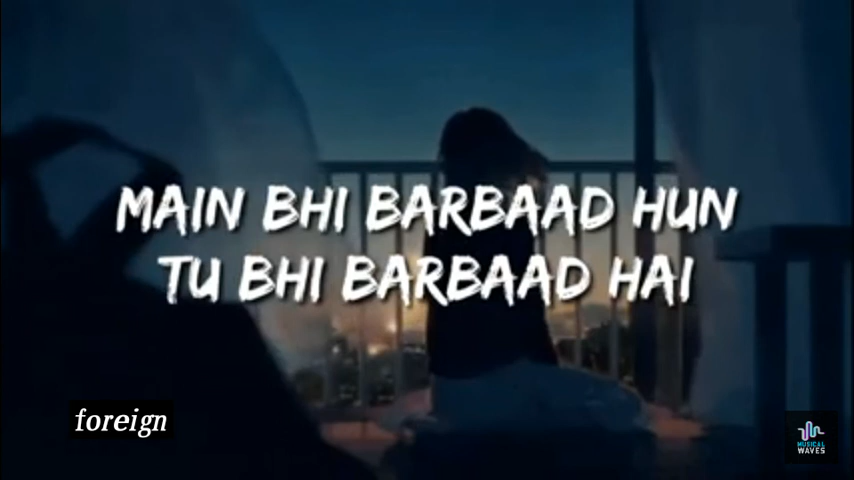 MAIN BHI BARBAAD HUN
TU BHI BARBAAD HAI
foreign
MUSICAL
WAVES